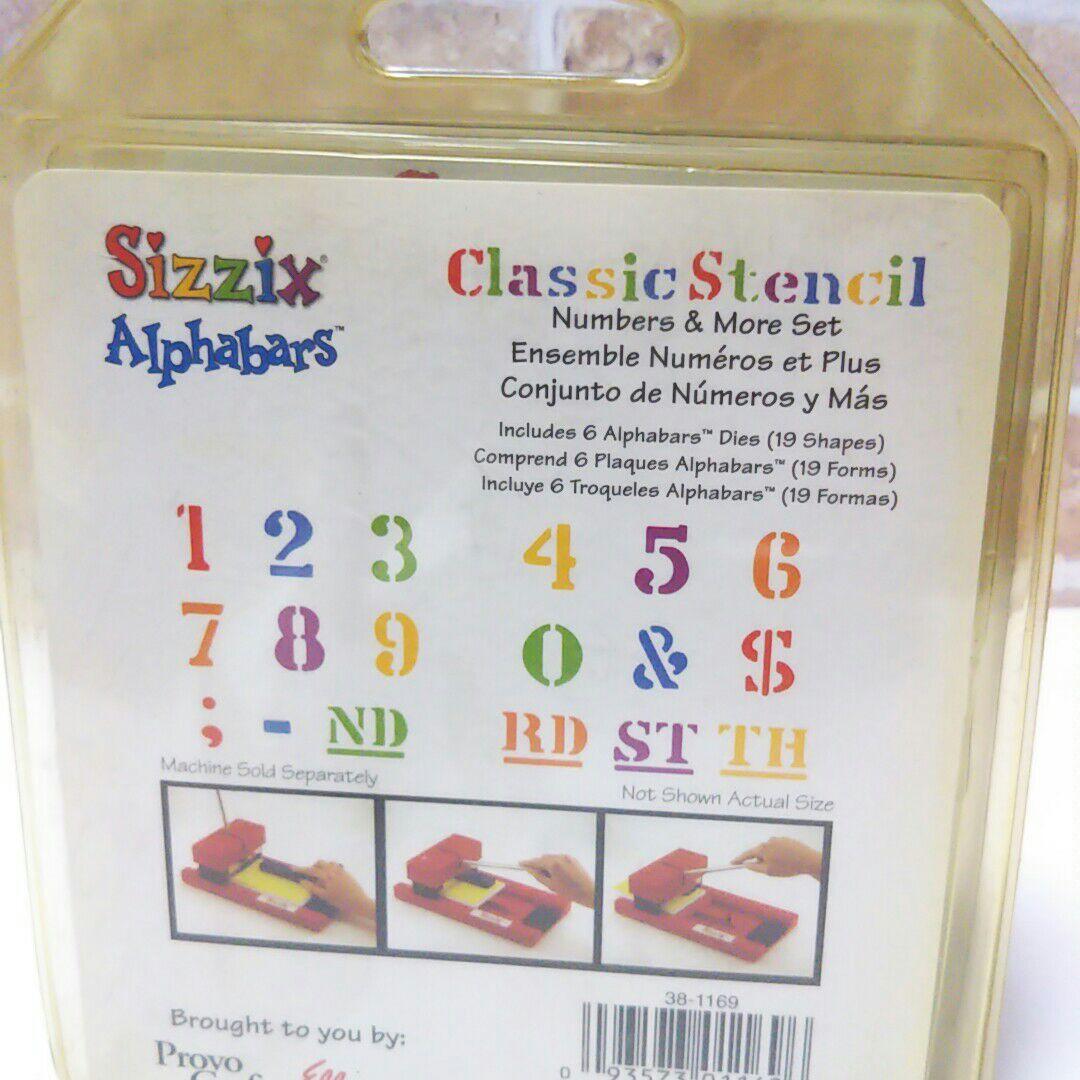 Sizzix
Alphabars™
Classic Stencil
Numbers & More Set
Ensemble Numéros et Plus
Conjunto de Números y Más
Includes 6 Alphabars™ Dies (19 Shapes)
Comprend 6 Plaques Alphabars™ (19 Forms)
Incluye 6 Troqueles Alphabars™ (19 Formas)
1 2 3 4 5 6
7 8 9 0 & $
; - ND RD ST TH
Machine Sold Separately
Not Shown Actual Size
38-1169
Brought to you by:
Provo
0 93573